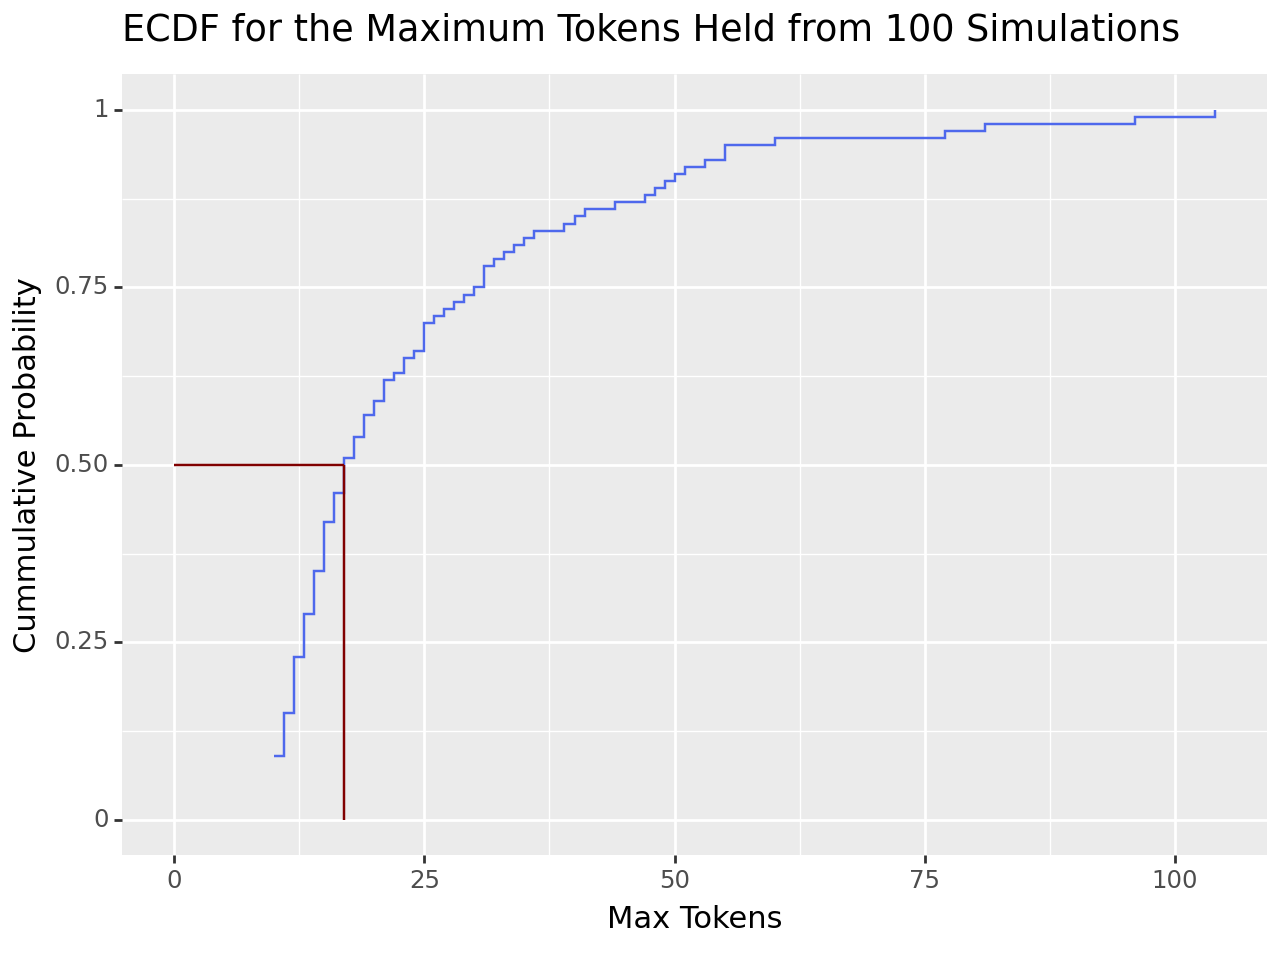 ECDF for the Maximum Tokens Held from 100 Simulations
Cummulative Probability
1
0.75
0.50
0.25
0
0 25 50 75 100
Max Tokens